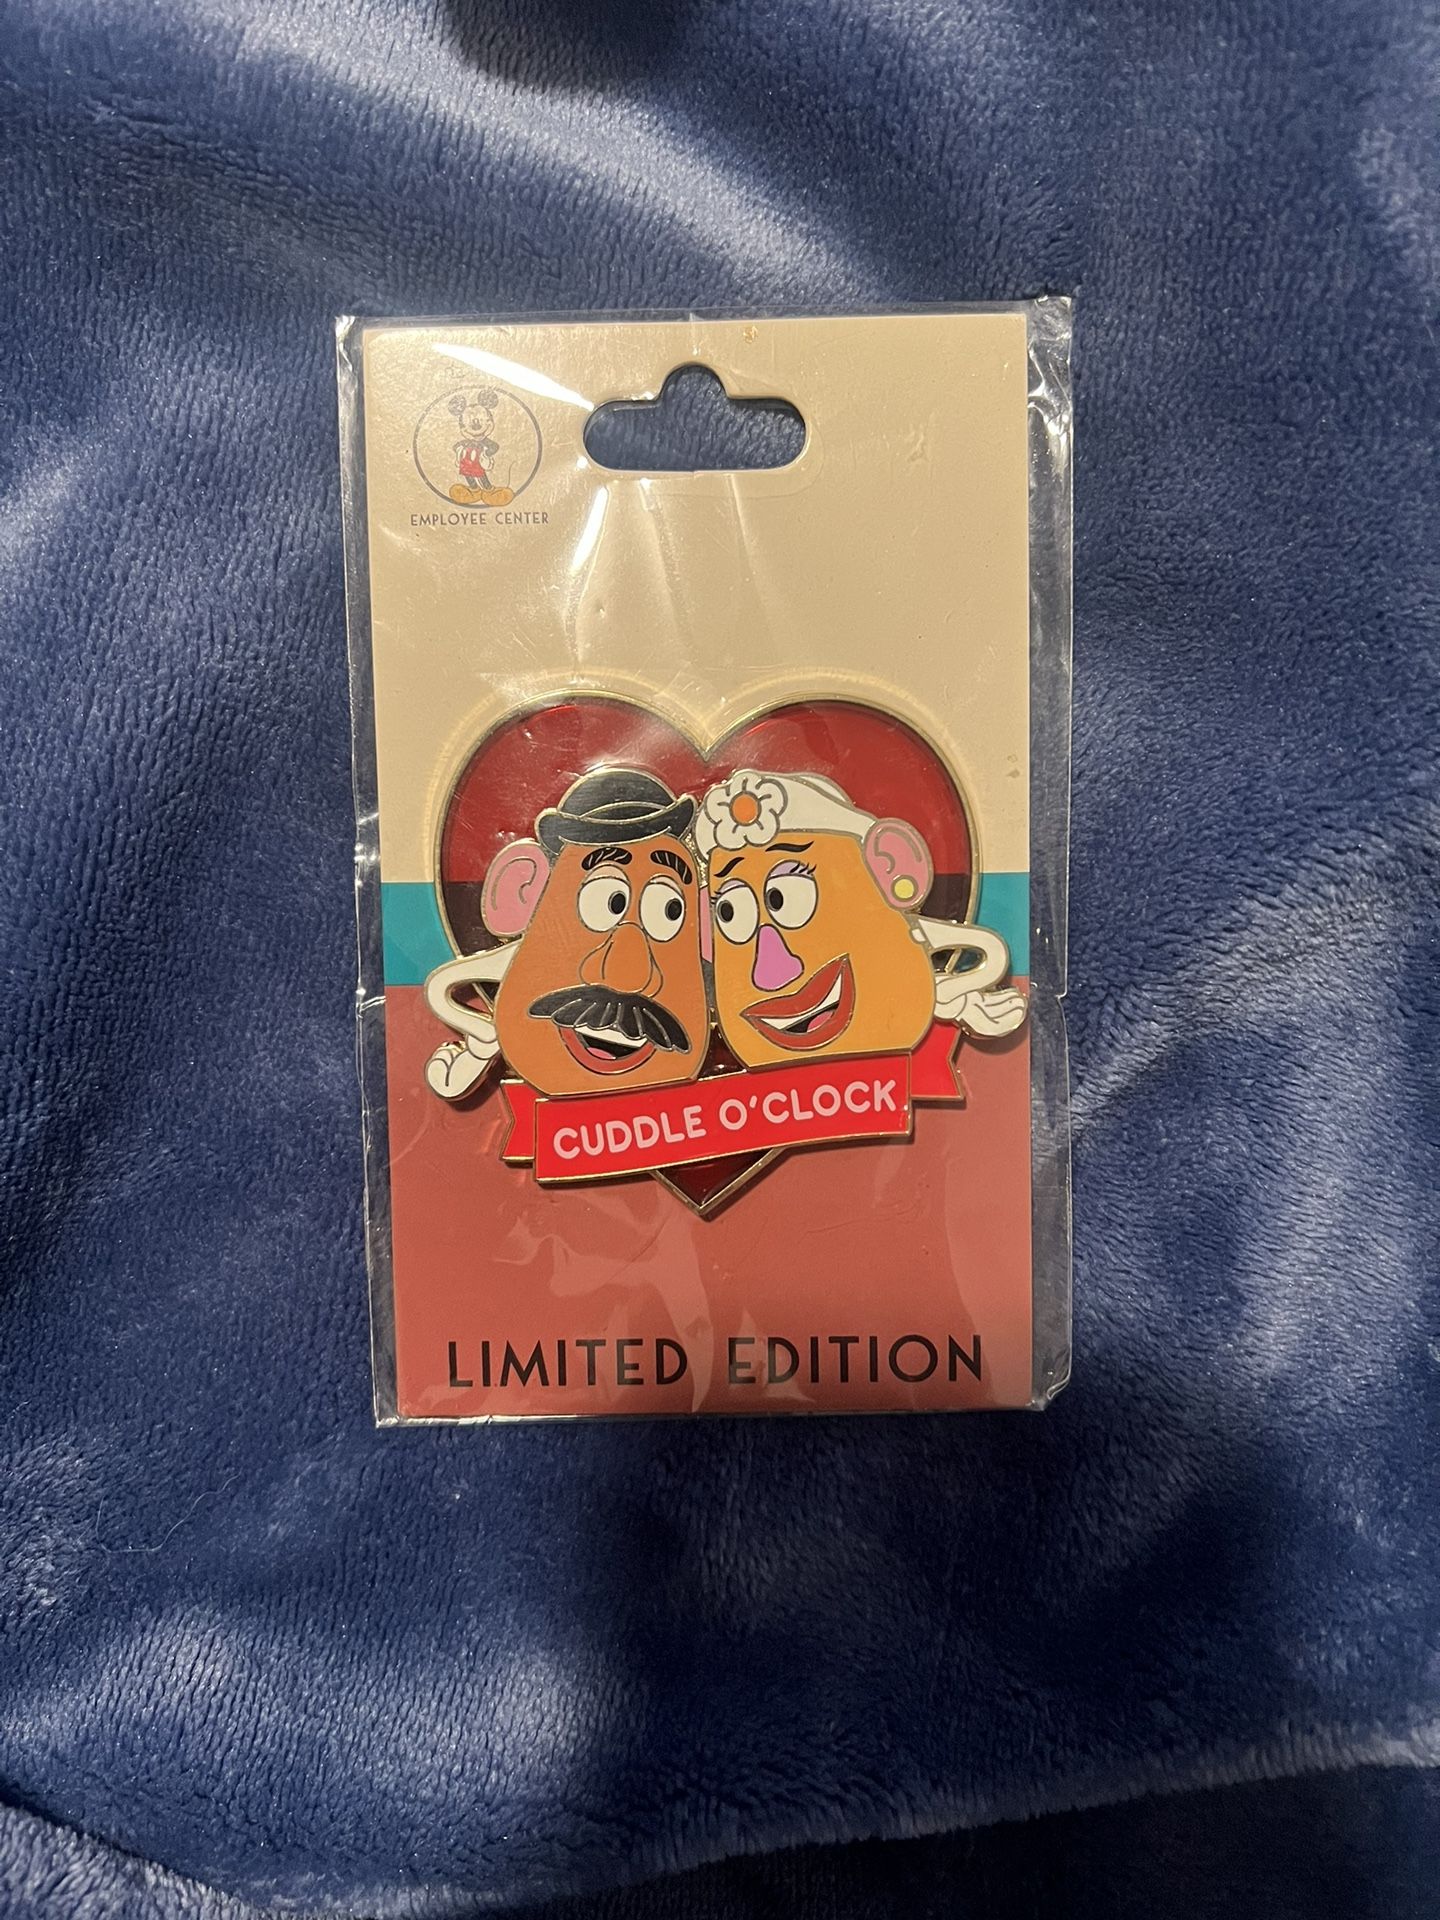 EMPLOYEE CENTER
CUDDLE O'CLOCK
LIMITED EDITION